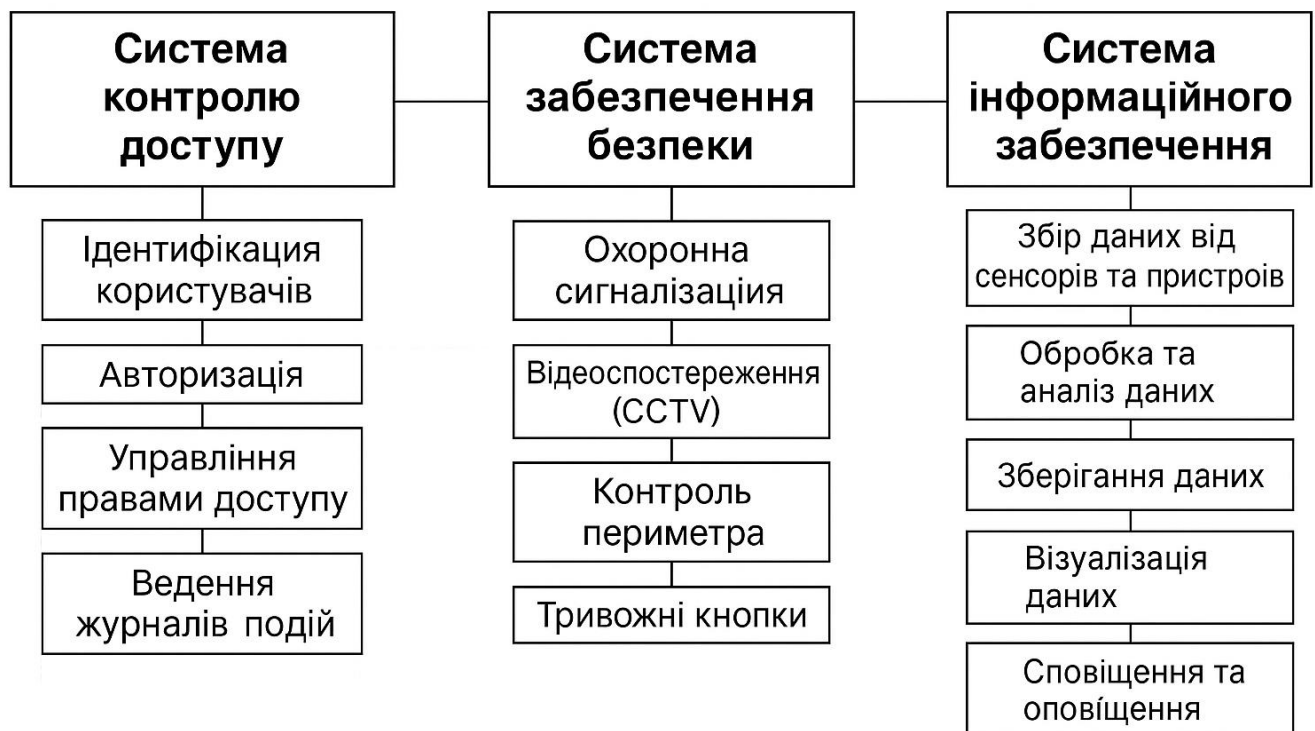 Система
контролю
доступу
Ідентифікация
користувачів
Авторизація
Управління
правами доступу
Ведення
журналів подій
Система
забезпечення
безпеки
Охоронна
сигналізаціия
Відеоспостереження
(CCTV)
Контроль
периметра
Тривожні кнопки
Система
інформаційного
забезпечення
Збір даних від
сенсорів та пристроів
Обробка та
аналіз даних
Зберігання даних
Візуалізація
даних
Сповіщення та
оповіщення